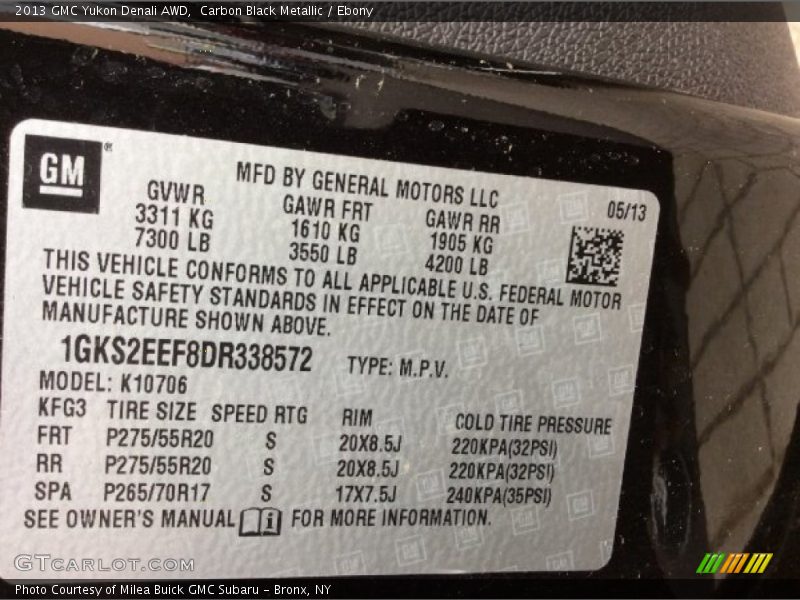 2013 GMC Yukon Denali AWD, Carbon Black Metallic / Ebony
GM ®
MFD BY GENERAL MOTORS LLC
GVWR GAWR FRT GAWR RR 05/13
3311 KG 1610 KG 1905 KG
7300 LB 3550 LB 4200 LB
THIS VEHICLE CONFORMS TO ALL APPLICABLE U.S. FEDERAL MOTOR
VEHICLE SAFETY STANDARDS IN EFFECT ON THE DATE OF
MANUFACTURE SHOWN ABOVE.
1GKS2EEF8DR338572 TYPE: M.P.V.
MODEL: K10706
KFG3 TIRE SIZE SPEED RTG RIM COLD TIRE PRESSURE
FRT P275/55R20 S 20X8.5J 220KPA(32PSI)
RR P275/55R20 S 20X8.5J 220KPA(32PSI)
SPA P265/70R17 S 17X7.5J 240KPA(35PSI)
SEE OWNER'S MANUAL i FOR MORE INFORMATION.
GTCARLOT.COM
Photo Courtesy of Milea Buick GMC Subaru - Bronx, NY